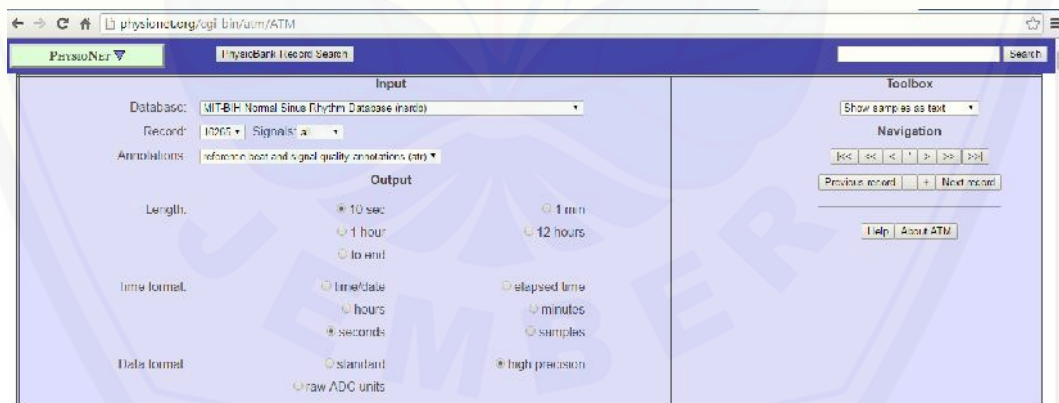 physionet.org/cgi-bin/atm/ATM
PHYSIONET PhysioBank Record Search Search
Input
Database: MIT-BIH Normal Sinus Rhythm Database (nsrdb)
Record: 16265 Signals: all
Annotations: reference beat and signal quality annotations (atr)
Output
Length: 10 sec 1 min
1 hour 12 hours
to end
Time format: time/date elapsed time
hours minutes
seconds samples
Data format: standard high precision
raw ADC units
Toolbox
Show samples as text
Navigation
|<< << < * > >> >>|
Previous record - + Next record
Help About ATM
JEMBER